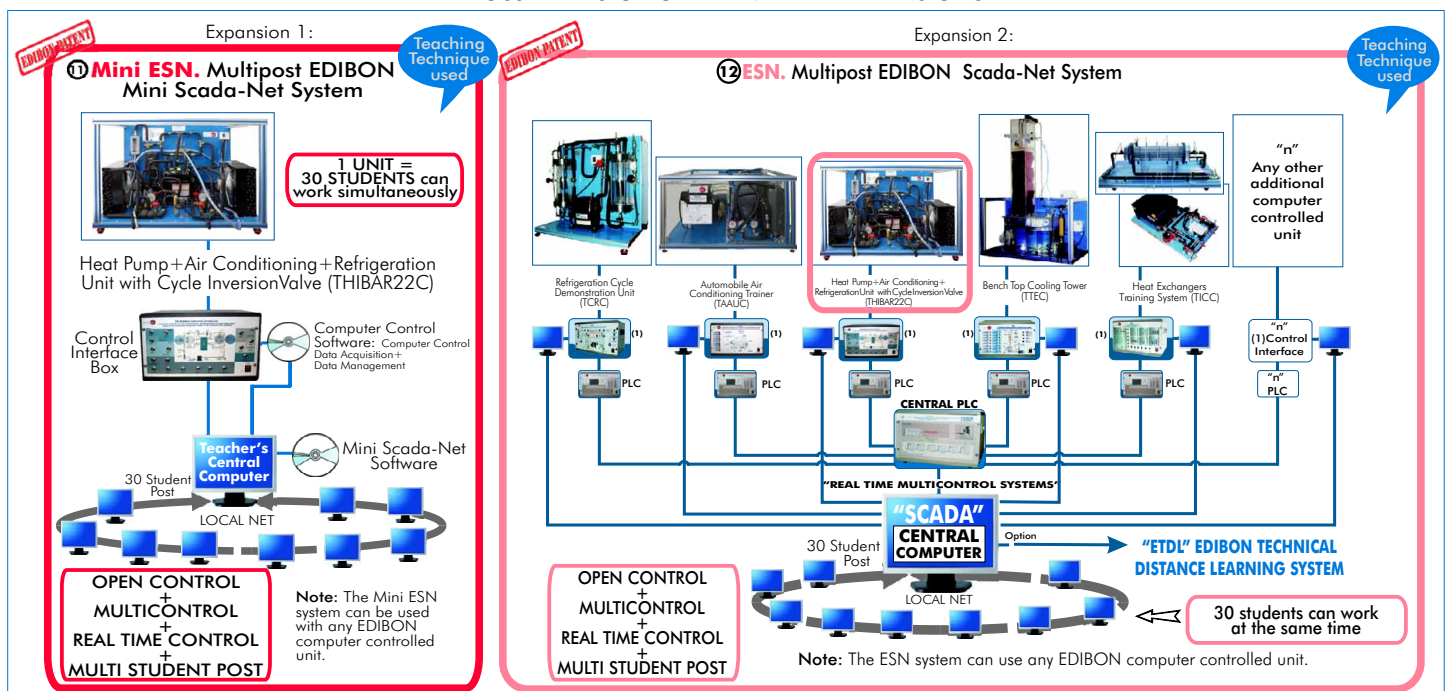 Expansion 1:
EDIBON PATENT
Teaching
Technique
used
11 Mini ESN. Multipost EDIBON
Mini Scada-Net System
1 UNIT =
30 STUDENTS can
work simultaneously
Heat Pump+Air Conditioning+Refrigeration
Unit with Cycle InversionValve (THIBAR22C)
Control
Interface
Box
Computer Control
Software: Computer Control
Data Acquisition+
Data Management
Teacher's
Central
Computer
Mini Scada-Net
Software
30 Student
Post
LOCAL NET
OPEN CONTROL
+
MULTICONTROL
+
REAL TIME CONTROL
+
MULTI STUDENT POST
Note: The Mini ESN
system can be used
with any EDIBON
computer controlled
unit.
Expansion 2:
EDIBON PATENT
Teaching
Technique
used
12 ESN. Multipost EDIBON Scada-Net System
"n"
Any other
additional
computer
controlled
unit
Refrigeration Cycle
Demonstration Unit
(TCRC)
Automobile Air
Conditioning Trainer
(TAAUC)
Heat Pump+Air Conditioning+
RefrigerationUnit with CycleInversionValve
(THIBAR22C)
Bench Top Cooling Tower
(TTEC)
Heat Exchangers
Training System (TICC)
(1)
(1)
(1)
(1)
(1)
"n"
(1)Control
Interface
PLC
PLC
PLC
PLC
PLC
"n"
PLC
CENTRAL PLC
"REAL TIME MULTICONTROL SYSTEMS"
"SCADA"
CENTRAL
COMPUTER
Option
"ETDL" EDIBON TECHNICAL
DISTANCE LEARNING SYSTEM
30 Student
Post
LOCAL NET
30 students can work
at the same time
OPEN CONTROL
+
MULTICONTROL
+
REAL TIME CONTROL
+
MULTI STUDENT POST
Note: The ESN system can use any EDIBON computer controlled unit.